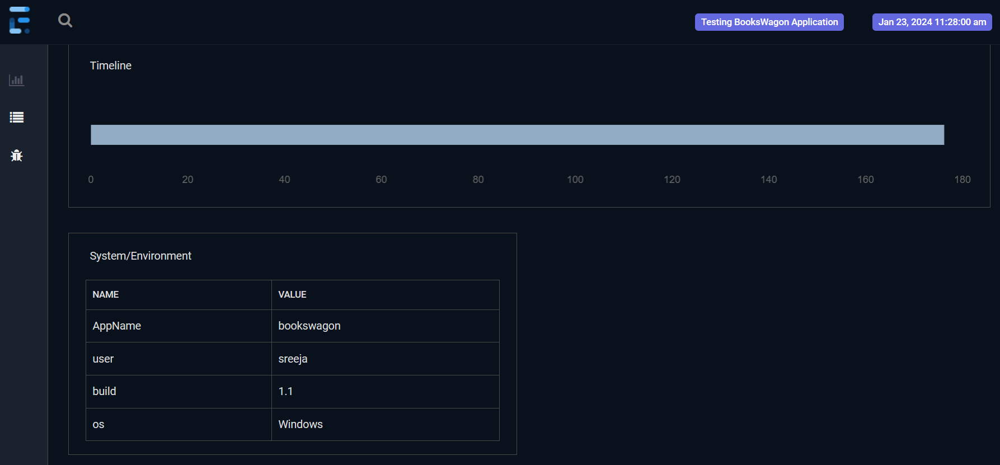 Testing BooksWagon Application
Jan 23, 2024 11:28:00 am
Timeline
0 20 40 60 80 100 120 140 160 180
System/Environment
NAME VALUE
AppName bookswagon
user sreeja
build 1.1
os Windows